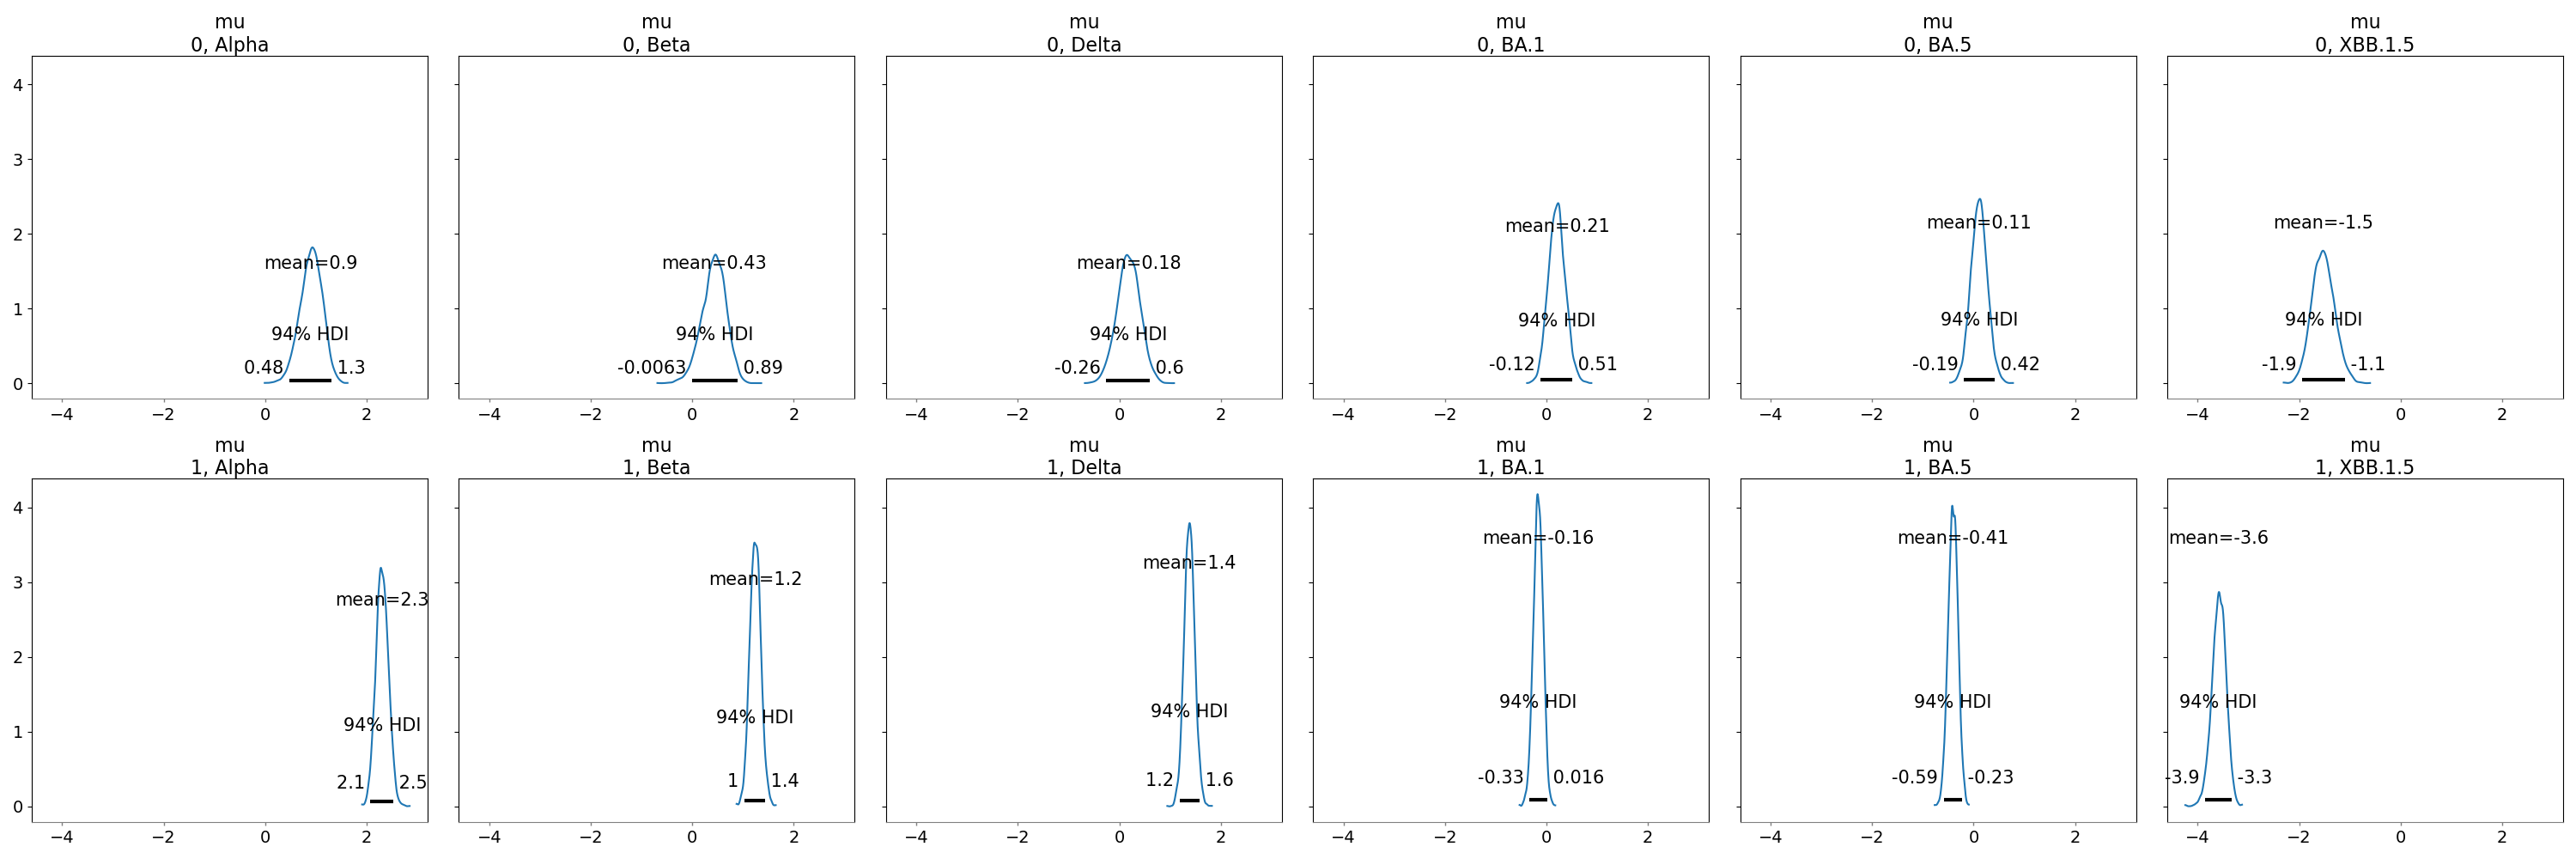 mu
0, Alpha
mu
0, Beta
mu
0, Delta
mu
0, BA.1
mu
0, BA.5
mu
0, XBB.1.5
4
3
2
1
0
mean=0.9
94% HDI
0.48 1.3
−4 −2 0 2
mean=0.43
94% HDI
-0.0063 0.89
−4 −2 0 2
mean=0.18
94% HDI
-0.26 0.6
−4 −2 0 2
mean=0.21
94% HDI
-0.12 0.51
−4 −2 0 2
mean=0.11
94% HDI
-0.19 0.42
−4 −2 0 2
mean=-1.5
94% HDI
-1.9 -1.1
−4 −2 0 2
mu
1, Alpha
mu
1, Beta
mu
1, Delta
mu
1, BA.1
mu
1, BA.5
mu
1, XBB.1.5
4
3
2
1
0
mean=2.3
94% HDI
2.1 2.5
−4 −2 0 2
mean=1.2
94% HDI
1 1.4
−4 −2 0 2
mean=1.4
94% HDI
1.2 1.6
−4 −2 0 2
mean=-0.16
94% HDI
-0.33 0.016
−4 −2 0 2
mean=-0.41
94% HDI
-0.59 -0.23
−4 −2 0 2
mean=-3.6
94% HDI
-3.9 -3.3
−4 −2 0 2